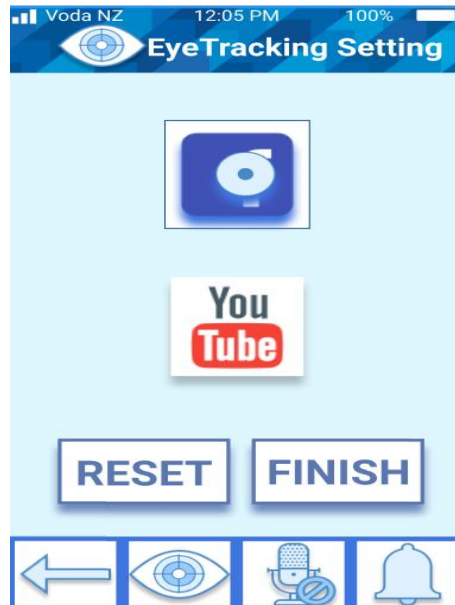 Voda NZ 12:05 PM 100%
EyeTracking Setting
You
Tube
RESET FINISH